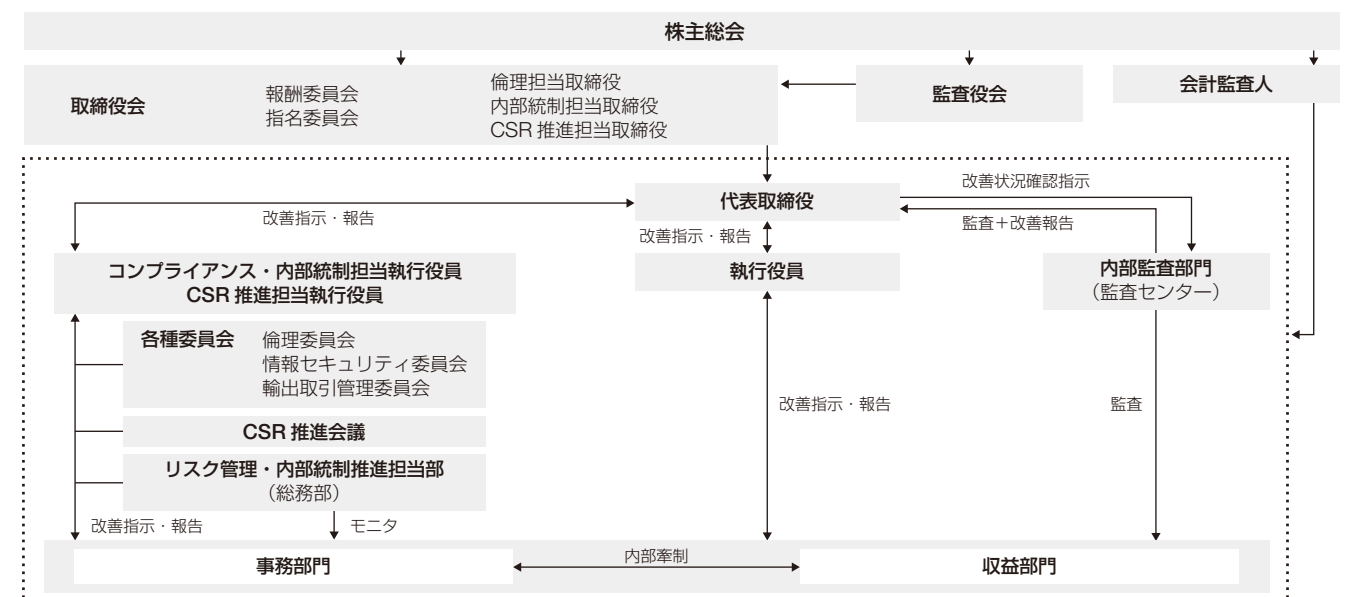 株主総会
取締役会
報酬委員会
指名委員会
倫理担当取締役
内部統制担当取締役
CSR 推進担当取締役
監査役会
会計監査人
代表取締役
改善状況確認指示
監査+改善報告
改善指示・報告
改善指示・報告
コンプライアンス・内部統制担当執行役員
CSR 推進担当執行役員
執行役員
内部監査部門
(監査センター)
各種委員会
倫理委員会
情報セキュリティ委員会
輸出取引管理委員会
改善指示・報告
監査
CSR 推進会議
リスク管理・内部統制推進担当部
(総務部)
改善指示・報告
モニタ
事務部門
内部牽制
収益部門